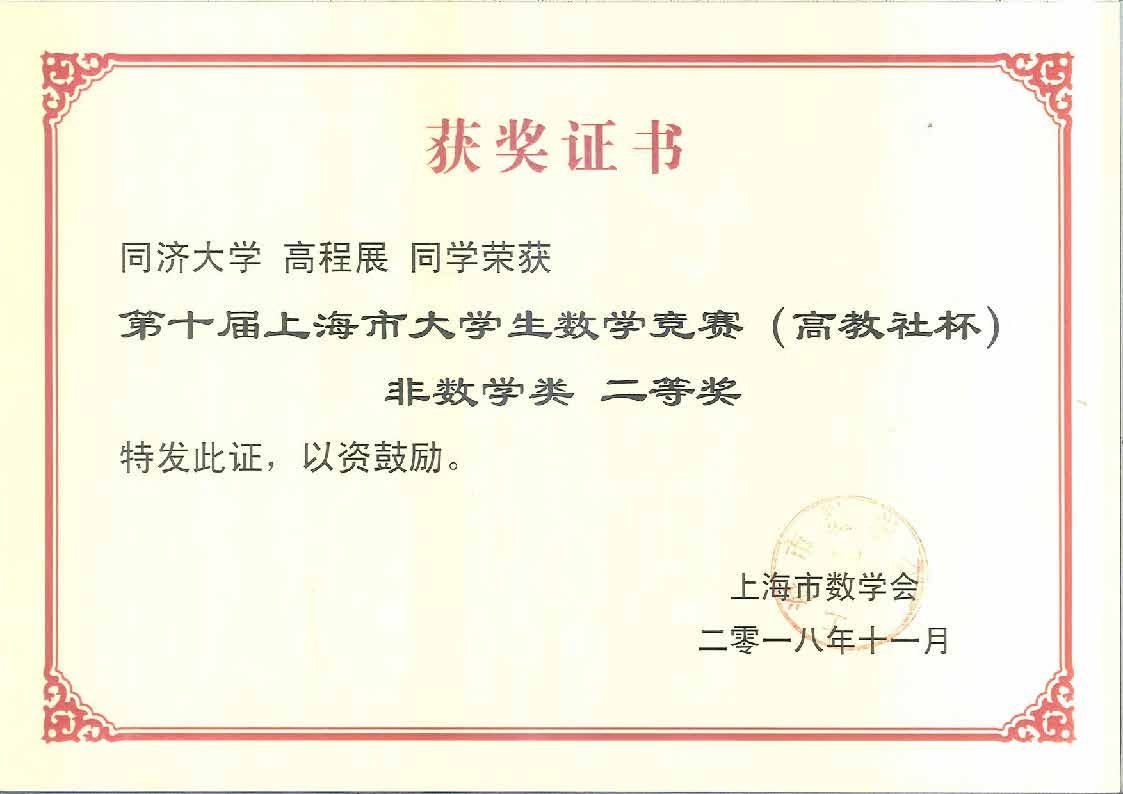 获奖证书
同济大学 高程展 同学荣获
第十届上海市大学生数学竞赛（高教社杯）
非数学类 二等奖
特发此证，以资鼓励。
上海市数学会
二零一八年十一月